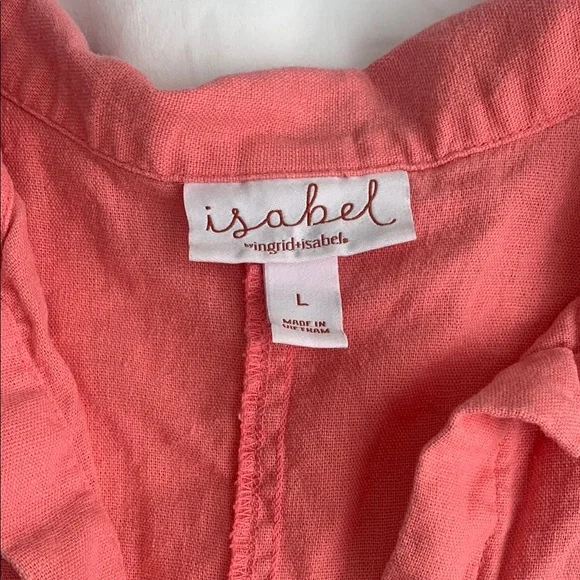 isabel
by ingrid+isabel®
L
MADE IN
VIETNAM